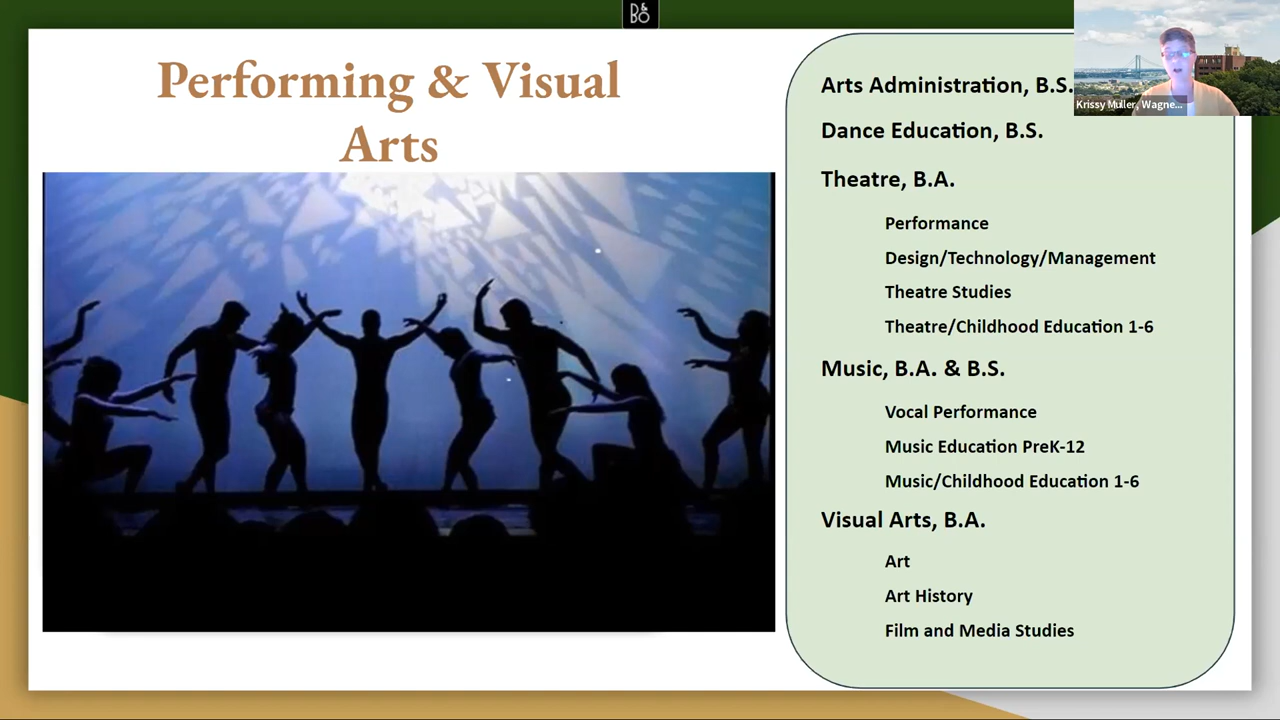 B&
BO
Performing & Visual
Arts
Arts Administration, B.S.
Krissy Muller, Wagne...
Dance Education, B.S.
Theatre, B.A.
Performance
Design/Technology/Management
Theatre Studies
Theatre/Childhood Education 1-6
Music, B.A. & B.S.
Vocal Performance
Music Education PreK-12
Music/Childhood Education 1-6
Visual Arts, B.A.
Art
Art History
Film and Media Studies